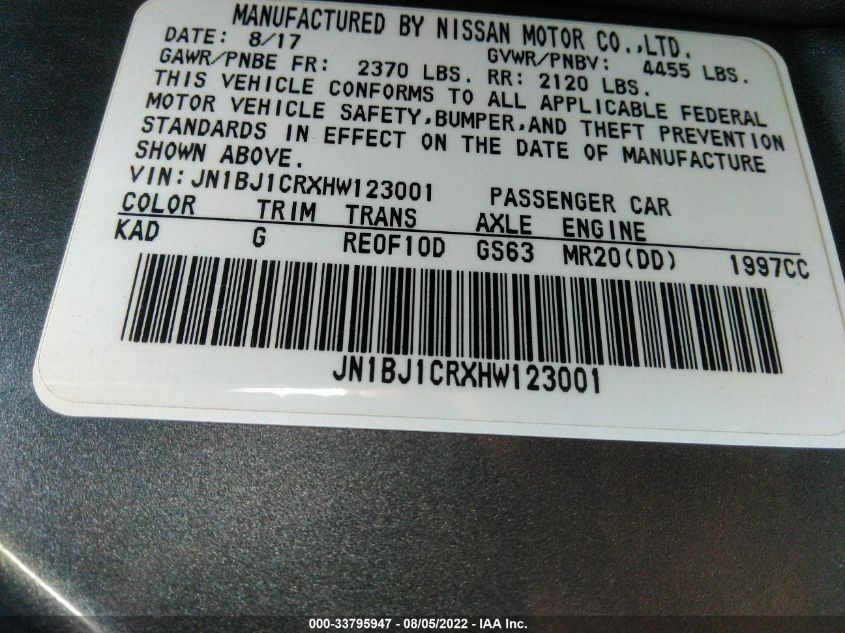 MANUFACTURED BY NISSAN MOTOR CO.,LTD.
DATE: 8/17 GVWR/PNBV: 4455 LBS.
GAWR/PNBE FR: 2370 LBS. RR: 2120 LBS.
THIS VEHICLE CONFORMS TO ALL APPLICABLE FEDERAL
MOTOR VEHICLE SAFETY,BUMPER,AND THEFT PREVENTION
STANDARDS IN EFFECT ON THE DATE OF MANUFACTURE
SHOWN ABOVE.
VIN:JN1BJ1CRXHW123001 PASSENGER CAR
COLOR TRIM TRANS AXLE ENGINE
KAD G RE0F10D GS63 MR20(DD) 1997CC
JN1BJ1CRXHW123001
000-33795947 - 08/05/2022 - IAA Inc.